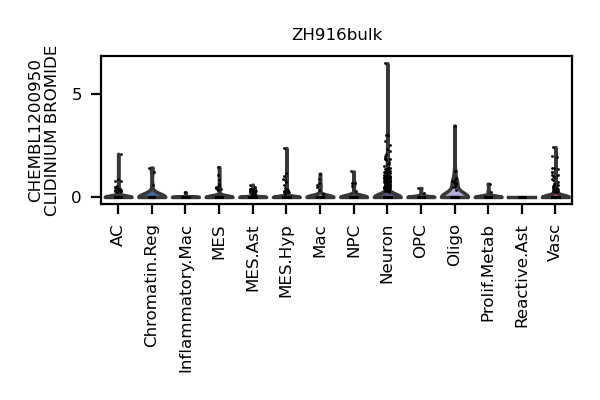 ZH916bulk
CHEMBL1200950
CLIDINIUM BROMIDE
5
0
AC
Chromatin.Reg
Inflammatory.Mac
MES
MES.Ast
MES.Hyp
Mac
NPC
Neuron
OPC
Oligo
Prolif.Metab
Reactive.Ast
Vasc